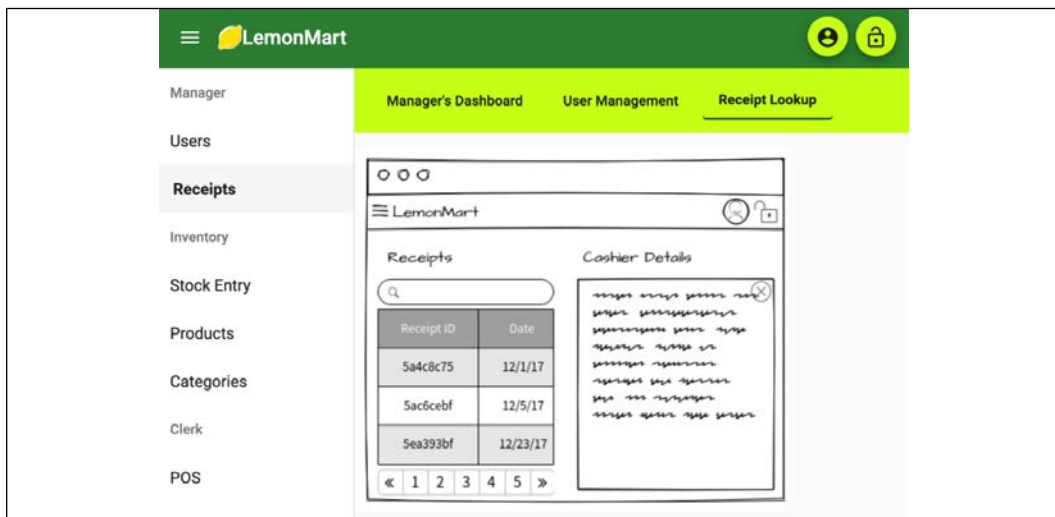 LemonMart
Manager
Users
Receipts
Inventory
Stock Entry
Products
Categories
Clerk
POS
Manager's Dashboard User Management Receipt Lookup
LemonMart
Receipts
Cashier Details
Receipt ID Date
5a4c8c75 12/1/17
5ac6cebf 12/5/17
5ea393bf 12/23/17
« 1 2 3 4 5 »